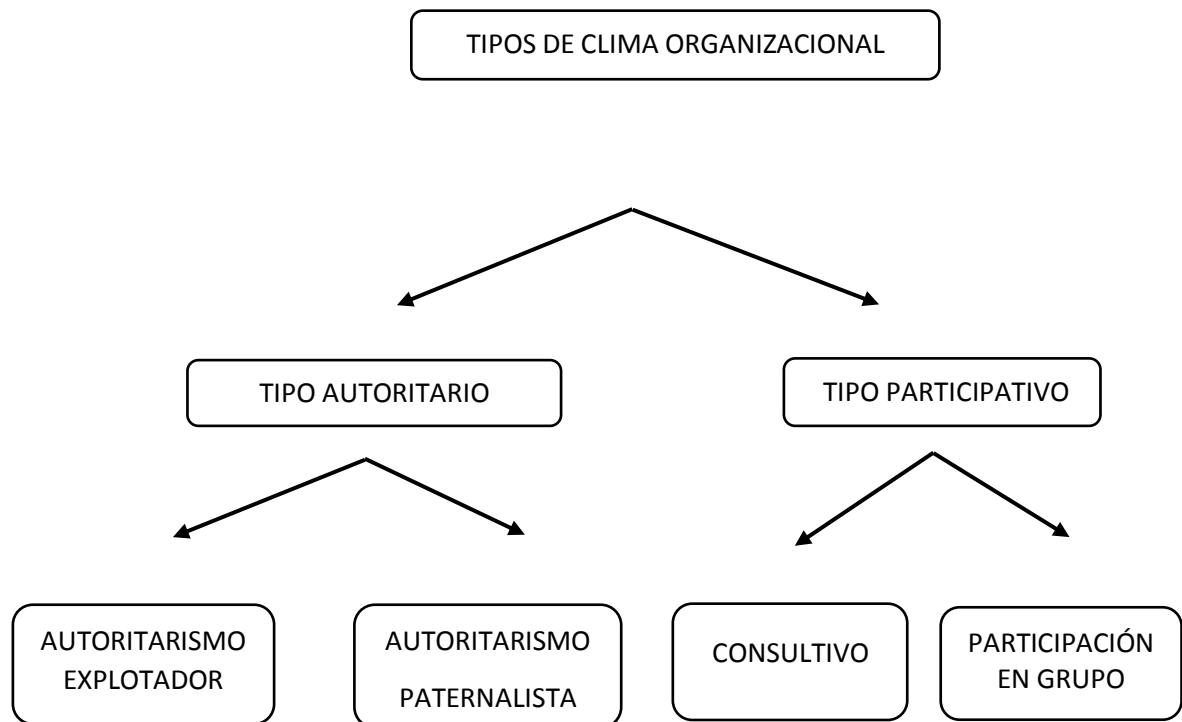 TIPOS DE CLIMA ORGANIZACIONAL
TIPO AUTORITARIO
TIPO PARTICIPATIVO
AUTORITARISMO
EXPLOTADOR
AUTORITARISMO
PATERNALISTA
CONSULTIVO
PARTICIPACIÓN
EN GRUPO